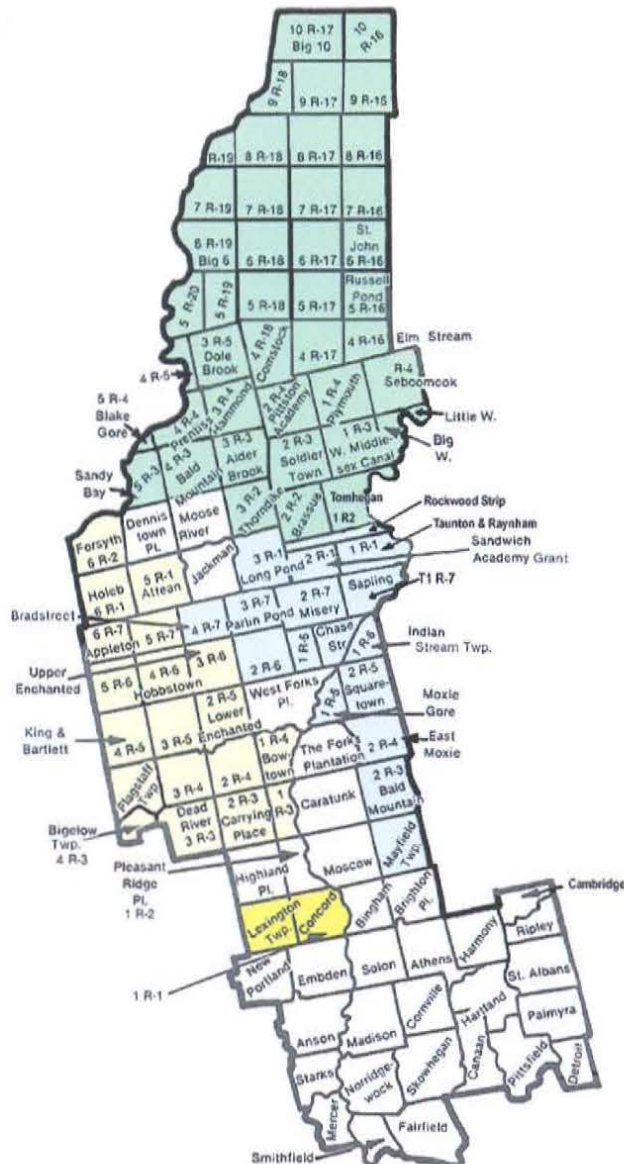 10 R-17
Big 10
10
R-16
9 R-18
9 R-17
9 R-15
R-19
8 R-18
8 R-17
8 R-16
7 R-19
7 R-18
7 R-17
7 R-16
6 R-19
Big 6
6 R-18
6 R-17
St.
John
6 R-16
5 R-20
5 R-19
5 R-18
5 R-17
Russell
Pond
5 R-16
3 R-5
Dole
Brook
4 R-18
Comstock
4 R-17
4 R-16
Elm Stream
4 R-5
5 R-4
Blake
Gore
4 R-4
Prentiss
3 R-4
Hammond
2 R-4
Pittston
Academy
1 R-4
Plymouth
R-4
Seboomook
Little W.
Big
W.
Sandy
Bay
5 R-3
4 R-3
Bald
Mountain
3 R-3
Alder
Brook
2 R-3
Soldier
Town
1 R-3
W. Middle-
sex Canal
3 R-2
Thorndike
2 R-2
Brassua
Tomhegan
1 R2
Rockwood Strip
Taunton & Raynham
Sandwich
Academy Grant
Forsyth
6 R-2
Dennis
town
PL.
Moose
River
Jackman
3 R-1
Long Pond
2 R-1
1 R-1
Holeb
6 R-1
5 R-1
Attean
Sapling
T1 R-7
Bradstreet
6 R-7
Appleton
5 R-7
4 R-7
3 R-7
Parlin Pond
2 R-7
Misery
Chase
Str.
1 R-6
1 R-6
Indian
Stream Twp.
Upper
Enchanted
5 R-6
4 R-6
Hobbstown
3 R-6
2 R-6
West Forks
Pl.
2 R-5
Square-
town
1 R-5
Moxie
Gore
King &
Bartlett
4 R-5
3 R-5
2 R-5
Lower
Enchanted
1 R-4
Bow-
town
The Forks
Plantation
2 R-4
East
Moxie
Flagstaff
Twp.
3 R-4
2 R-4
2 R-3
Bald
Mountain
Bigelow
Twp.
4 R-3
Dead
River
3 R-3
2 R-3
Carrying
Place
1
R-3
Caratunk
Pleasant
Ridge
Pl.
1 R-2
Highland
Pl.
Moscow
Mayfield
Twp.
Lexington
Twp.
Concord
Bingham
Brighton Pl.
Cambridge
1 R-1
New
Portland
Embden
Solon
Athens
Harmony
Ripley
St. Albans
Anson
Madison
Cornville
Hartland
Palmyra
Starks
Norridge-
wock
Skowhegan
Canaan
Pittsfield
Detroit
Mercer
Smithfield
Fairfield